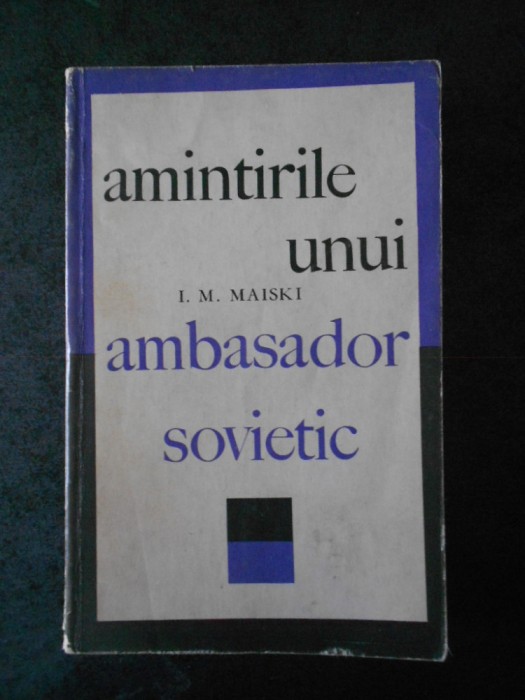 amintirile
unui
I. M. MAISKI
ambasador
sovietic